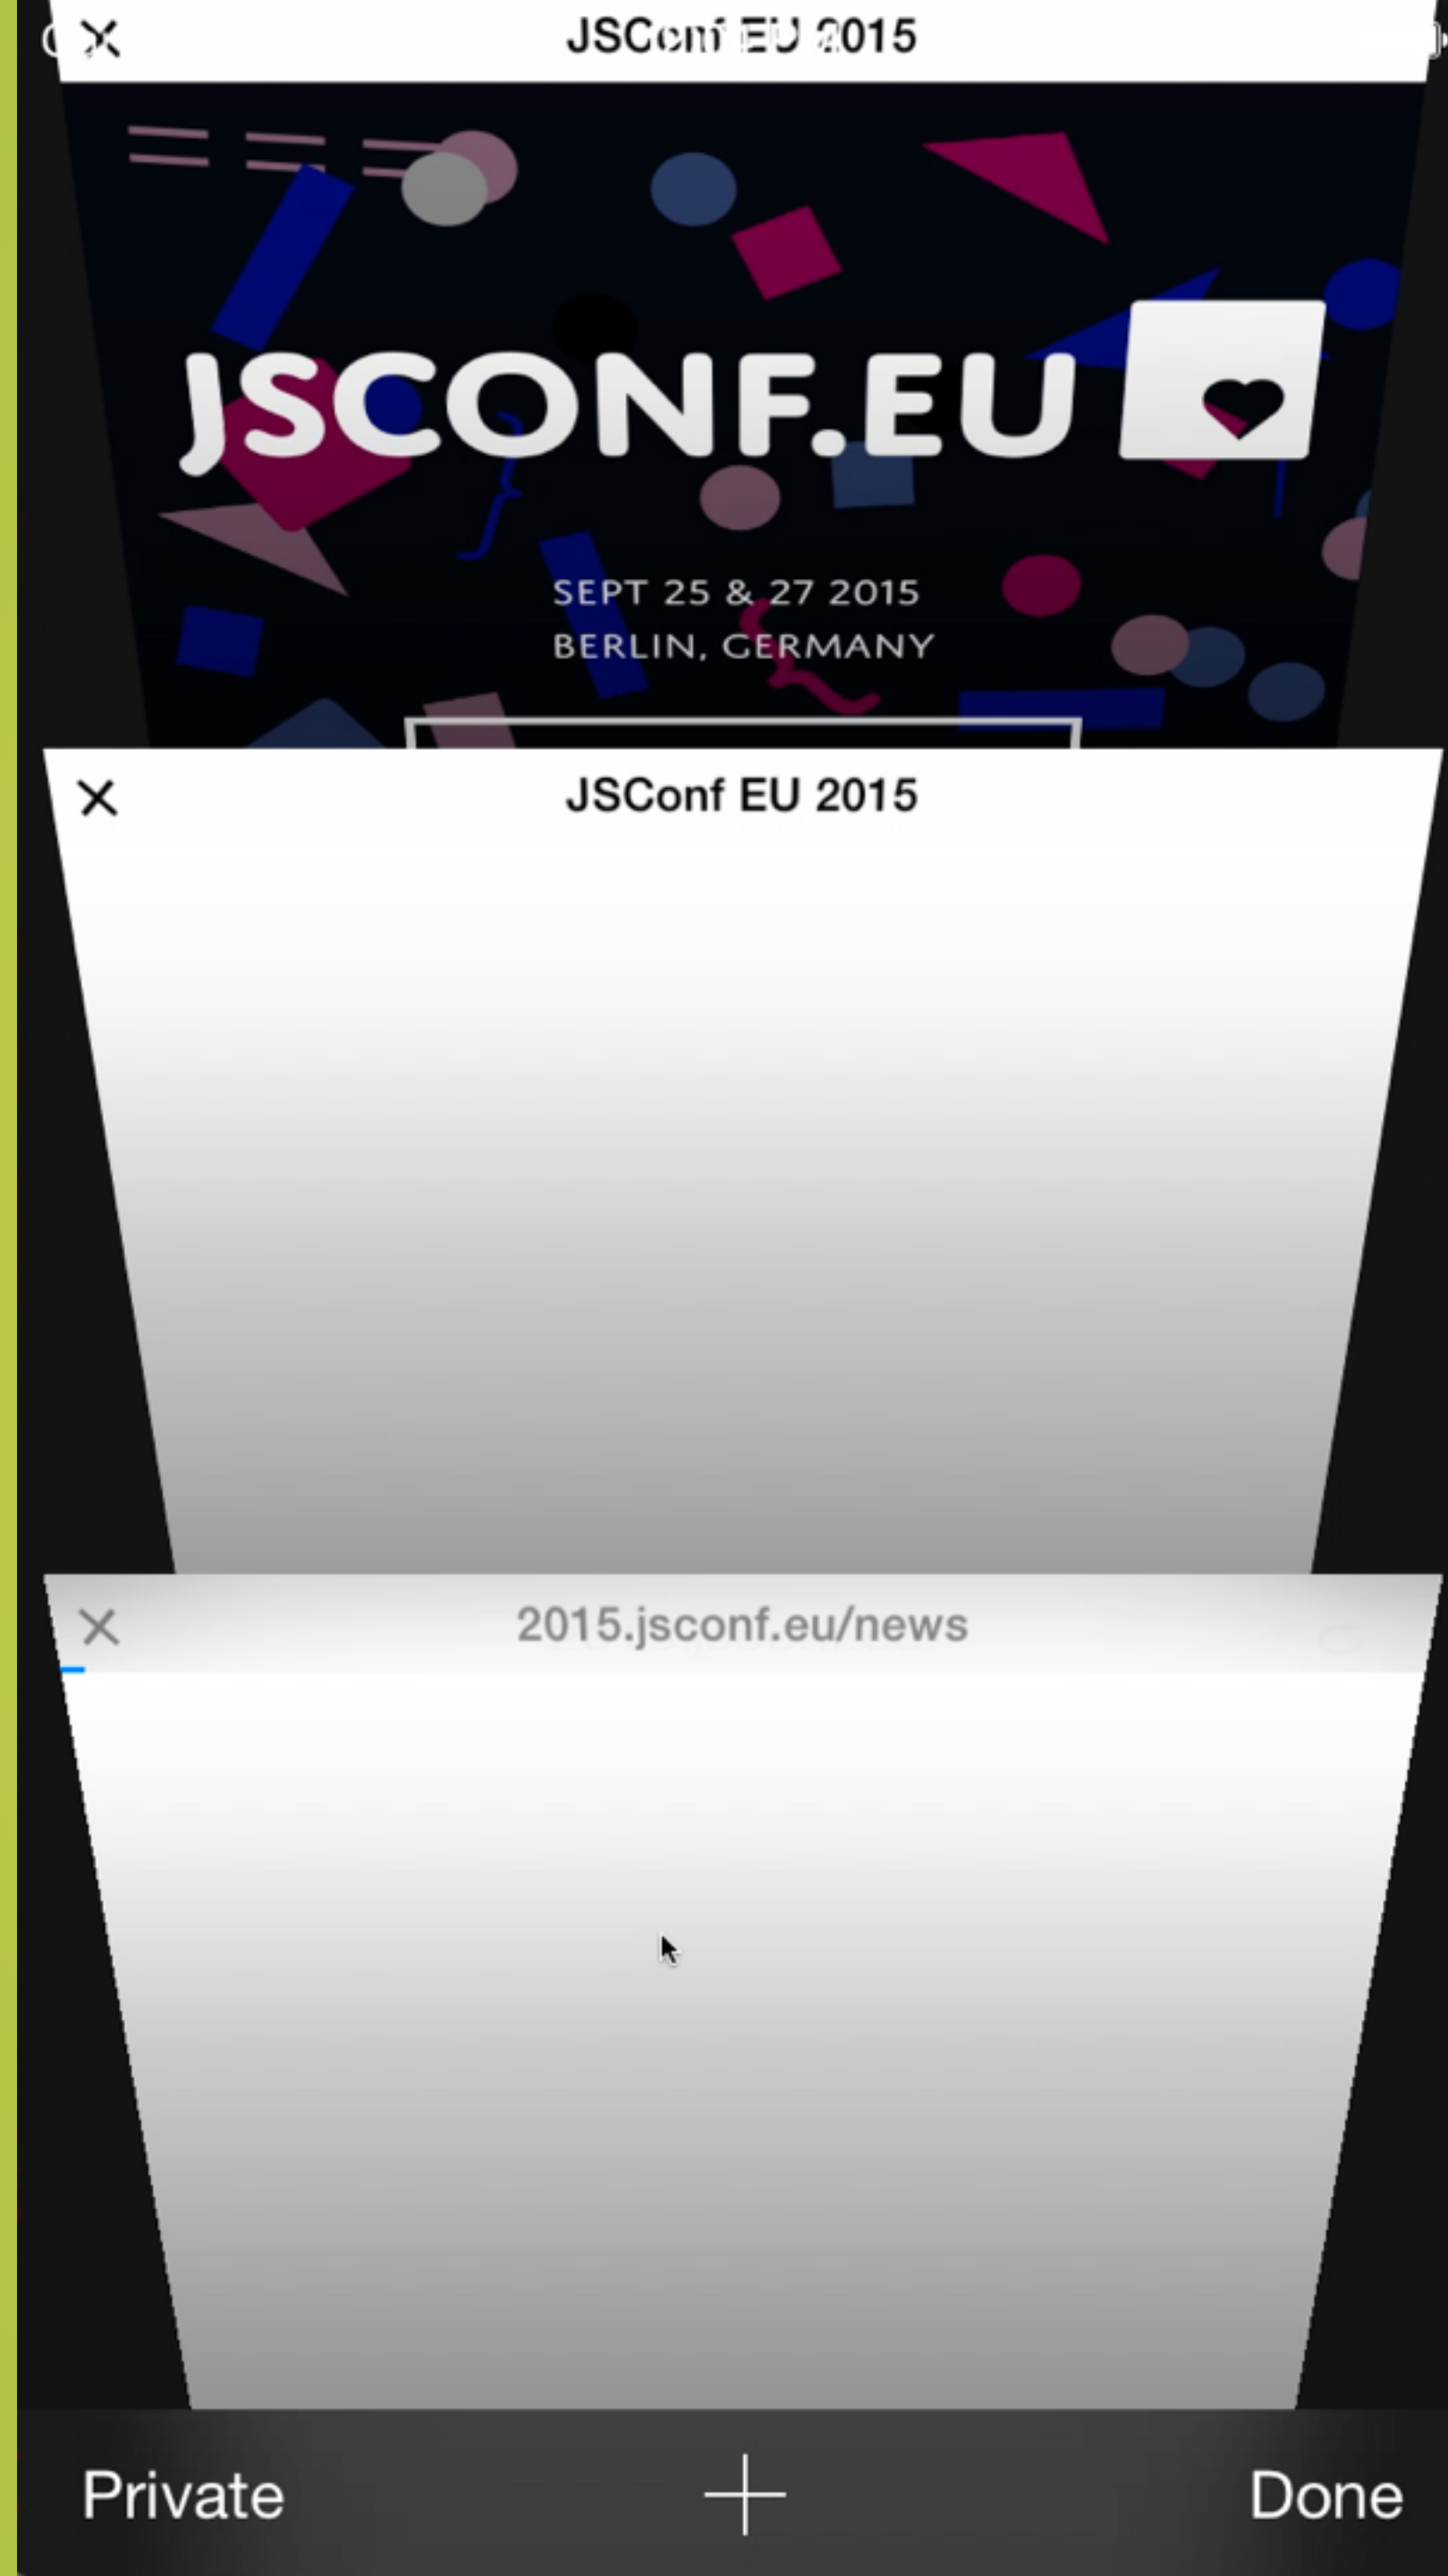 JSConf EU 2015
JSCONF.EU
SEPT 25 & 27 2015
BERLIN, GERMANY
JSConf EU 2015
2015.jsconf.eu/news
Private
Done